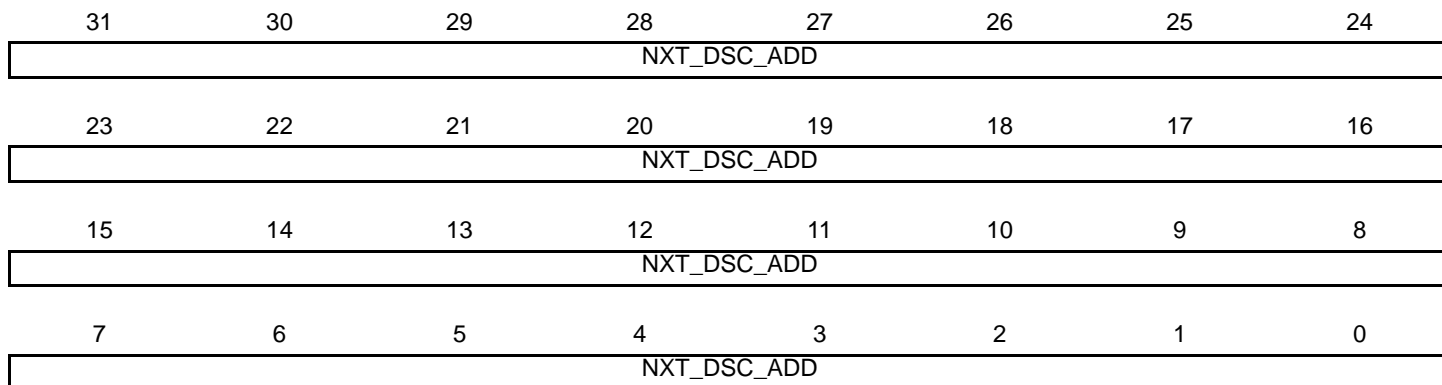 31 30 29 28 27 26 25 24
NXT_DSC_ADD
23 22 21 20 19 18 17 16
NXT_DSC_ADD
15 14 13 12 11 10 9 8
NXT_DSC_ADD
7 6 5 4 3 2 1 0
NXT_DSC_ADD